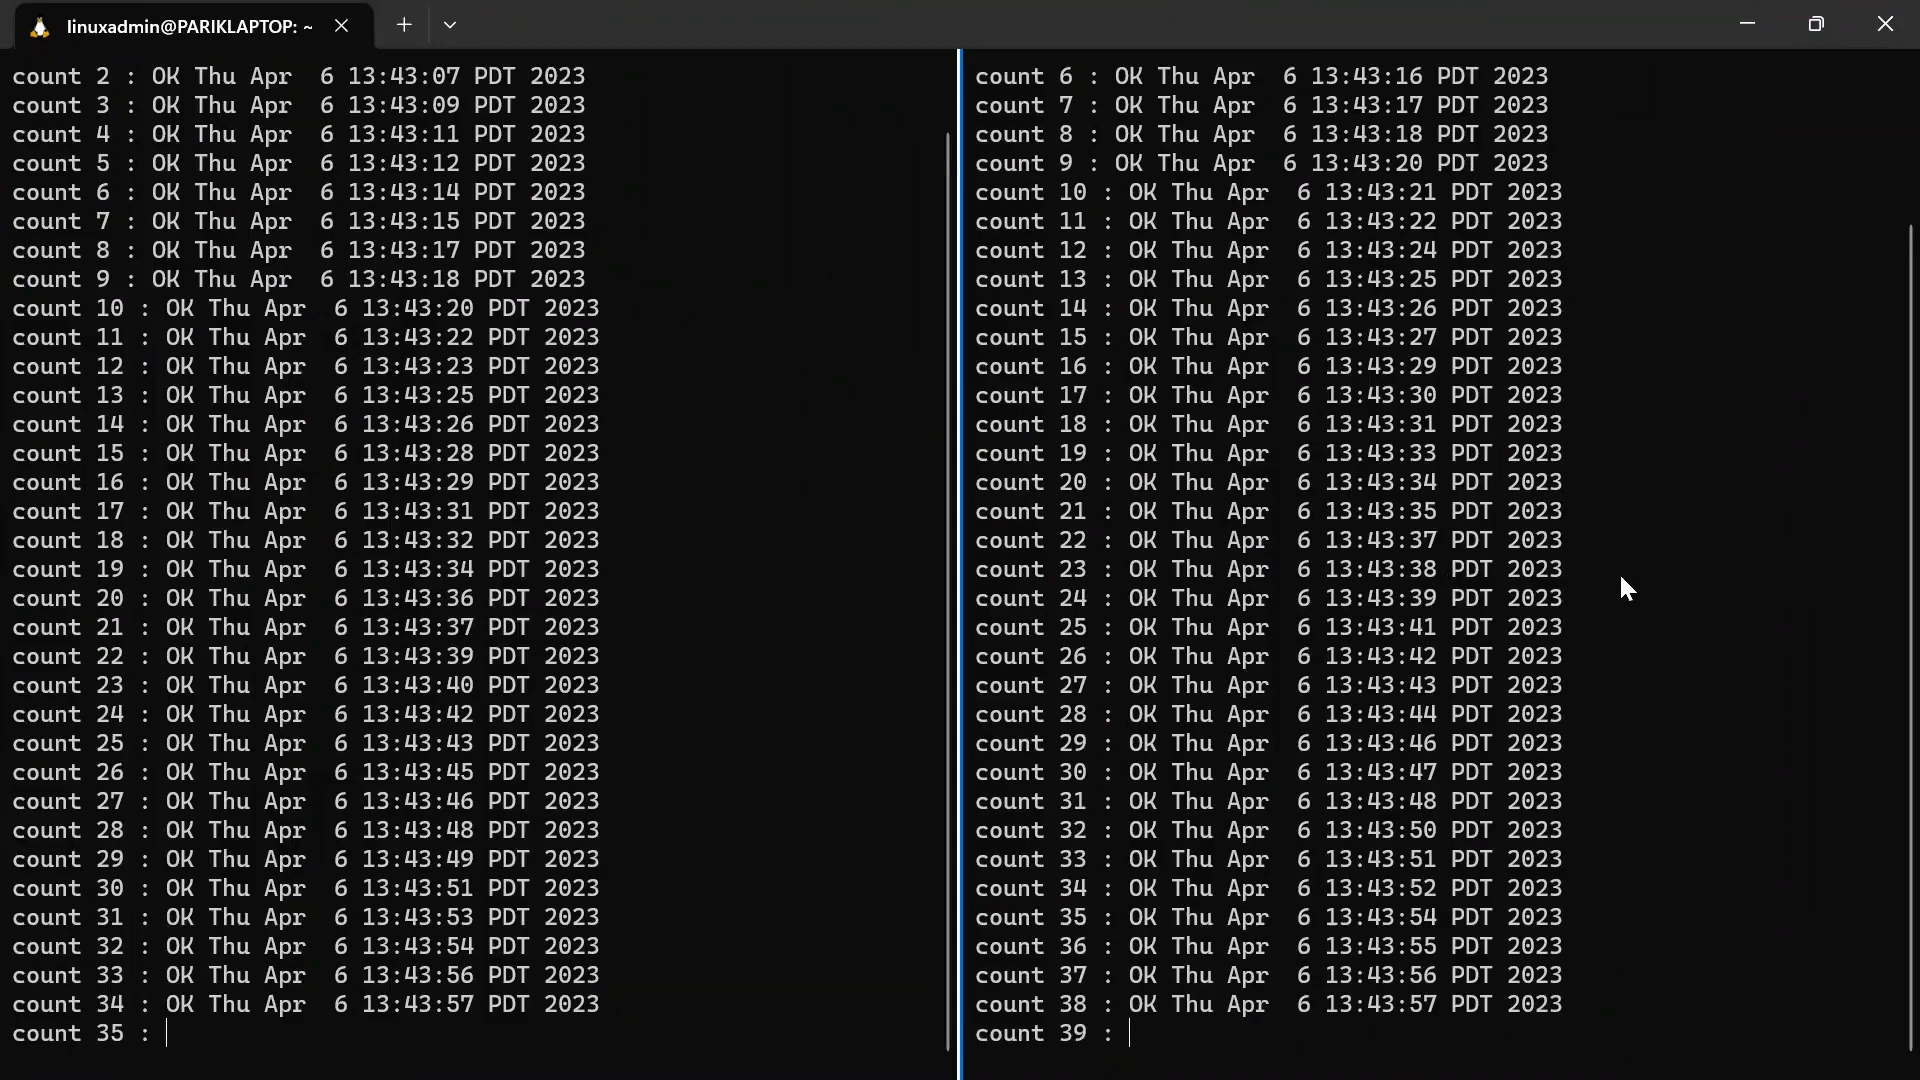 linuxadmin@PARIKLAPTOP: ~
count 2 : OK Thu Apr  6 13:43:07 PDT 2023
count 3 : OK Thu Apr  6 13:43:09 PDT 2023
count 4 : OK Thu Apr  6 13:43:11 PDT 2023
count 5 : OK Thu Apr  6 13:43:12 PDT 2023
count 6 : OK Thu Apr  6 13:43:14 PDT 2023
count 7 : OK Thu Apr  6 13:43:15 PDT 2023
count 8 : OK Thu Apr  6 13:43:17 PDT 2023
count 9 : OK Thu Apr  6 13:43:18 PDT 2023
count 10 : OK Thu Apr  6 13:43:20 PDT 2023
count 11 : OK Thu Apr  6 13:43:22 PDT 2023
count 12 : OK Thu Apr  6 13:43:23 PDT 2023
count 13 : OK Thu Apr  6 13:43:25 PDT 2023
count 14 : OK Thu Apr  6 13:43:26 PDT 2023
count 15 : OK Thu Apr  6 13:43:28 PDT 2023
count 16 : OK Thu Apr  6 13:43:29 PDT 2023
count 17 : OK Thu Apr  6 13:43:31 PDT 2023
count 18 : OK Thu Apr  6 13:43:32 PDT 2023
count 19 : OK Thu Apr  6 13:43:34 PDT 2023
count 20 : OK Thu Apr  6 13:43:36 PDT 2023
count 21 : OK Thu Apr  6 13:43:37 PDT 2023
count 22 : OK Thu Apr  6 13:43:39 PDT 2023
count 23 : OK Thu Apr  6 13:43:40 PDT 2023
count 24 : OK Thu Apr  6 13:43:42 PDT 2023
count 25 : OK Thu Apr  6 13:43:43 PDT 2023
count 26 : OK Thu Apr  6 13:43:45 PDT 2023
count 27 : OK Thu Apr  6 13:43:46 PDT 2023
count 28 : OK Thu Apr  6 13:43:48 PDT 2023
count 29 : OK Thu Apr  6 13:43:49 PDT 2023
count 30 : OK Thu Apr  6 13:43:51 PDT 2023
count 31 : OK Thu Apr  6 13:43:53 PDT 2023
count 32 : OK Thu Apr  6 13:43:54 PDT 2023
count 33 : OK Thu Apr  6 13:43:56 PDT 2023
count 34 : OK Thu Apr  6 13:43:57 PDT 2023
count 35 :
count 6 : OK Thu Apr  6 13:43:16 PDT 2023
count 7 : OK Thu Apr  6 13:43:17 PDT 2023
count 8 : OK Thu Apr  6 13:43:18 PDT 2023
count 9 : OK Thu Apr  6 13:43:20 PDT 2023
count 10 : OK Thu Apr  6 13:43:21 PDT 2023
count 11 : OK Thu Apr  6 13:43:22 PDT 2023
count 12 : OK Thu Apr  6 13:43:24 PDT 2023
count 13 : OK Thu Apr  6 13:43:25 PDT 2023
count 14 : OK Thu Apr  6 13:43:26 PDT 2023
count 15 : OK Thu Apr  6 13:43:27 PDT 2023
count 16 : OK Thu Apr  6 13:43:29 PDT 2023
count 17 : OK Thu Apr  6 13:43:30 PDT 2023
count 18 : OK Thu Apr  6 13:43:31 PDT 2023
count 19 : OK Thu Apr  6 13:43:33 PDT 2023
count 20 : OK Thu Apr  6 13:43:34 PDT 2023
count 21 : OK Thu Apr  6 13:43:35 PDT 2023
count 22 : OK Thu Apr  6 13:43:37 PDT 2023
count 23 : OK Thu Apr  6 13:43:38 PDT 2023
count 24 : OK Thu Apr  6 13:43:39 PDT 2023
count 25 : OK Thu Apr  6 13:43:41 PDT 2023
count 26 : OK Thu Apr  6 13:43:42 PDT 2023
count 27 : OK Thu Apr  6 13:43:43 PDT 2023
count 28 : OK Thu Apr  6 13:43:44 PDT 2023
count 29 : OK Thu Apr  6 13:43:46 PDT 2023
count 30 : OK Thu Apr  6 13:43:47 PDT 2023
count 31 : OK Thu Apr  6 13:43:48 PDT 2023
count 32 : OK Thu Apr  6 13:43:50 PDT 2023
count 33 : OK Thu Apr  6 13:43:51 PDT 2023
count 34 : OK Thu Apr  6 13:43:52 PDT 2023
count 35 : OK Thu Apr  6 13:43:54 PDT 2023
count 36 : OK Thu Apr  6 13:43:55 PDT 2023
count 37 : OK Thu Apr  6 13:43:56 PDT 2023
count 38 : OK Thu Apr  6 13:43:57 PDT 2023
count 39 :